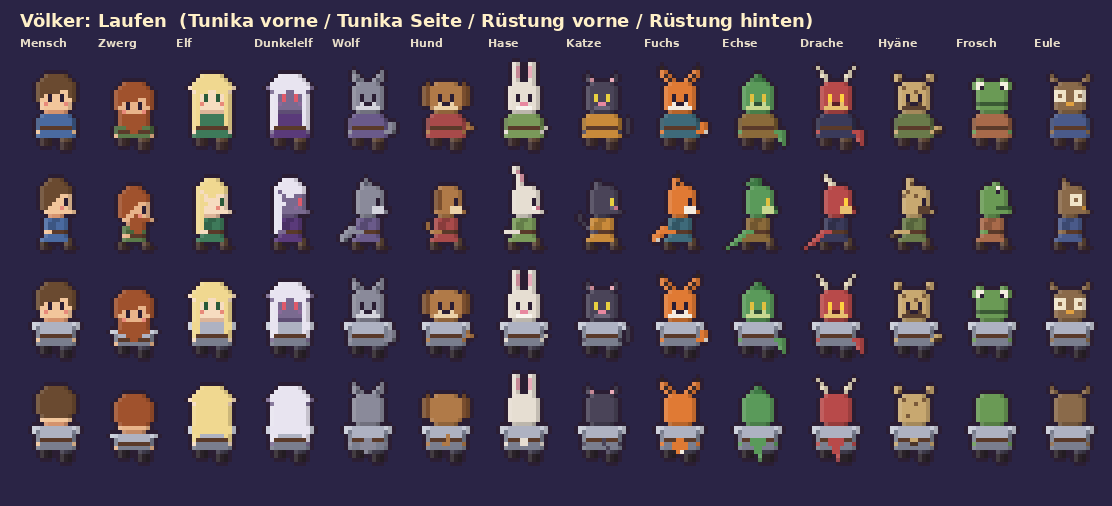 Völker: Laufen  (Tunika vorne / Tunika Seite / Rüstung vorne / Rüstung hinten)
Mensch Zwerg Elf Dunkelelf Wolf Hund Hase Katze Fuchs Echse Drache Hyäne Frosch Eule